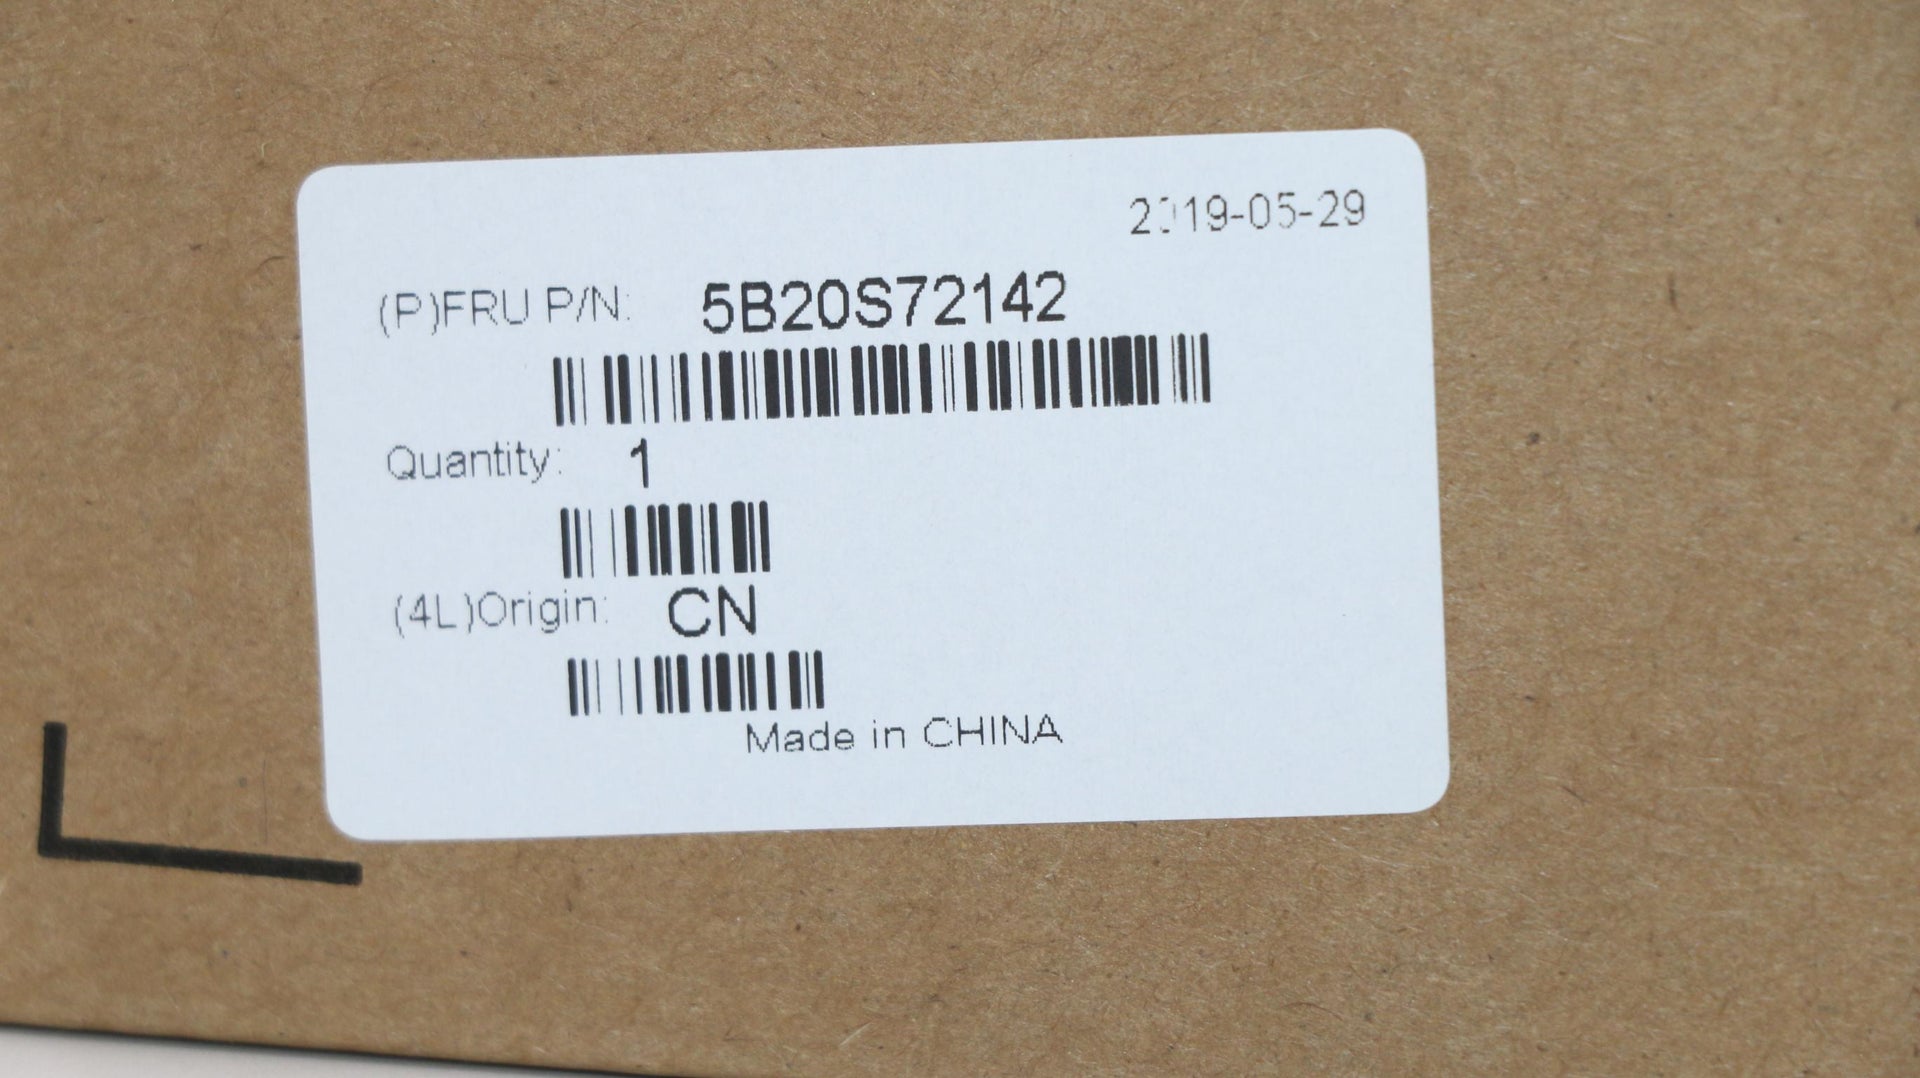 2019-05-29
(P)FRU P/N: 5B20S72142
Quantity: 1
(4L)Origin: CN
Made in CHINA